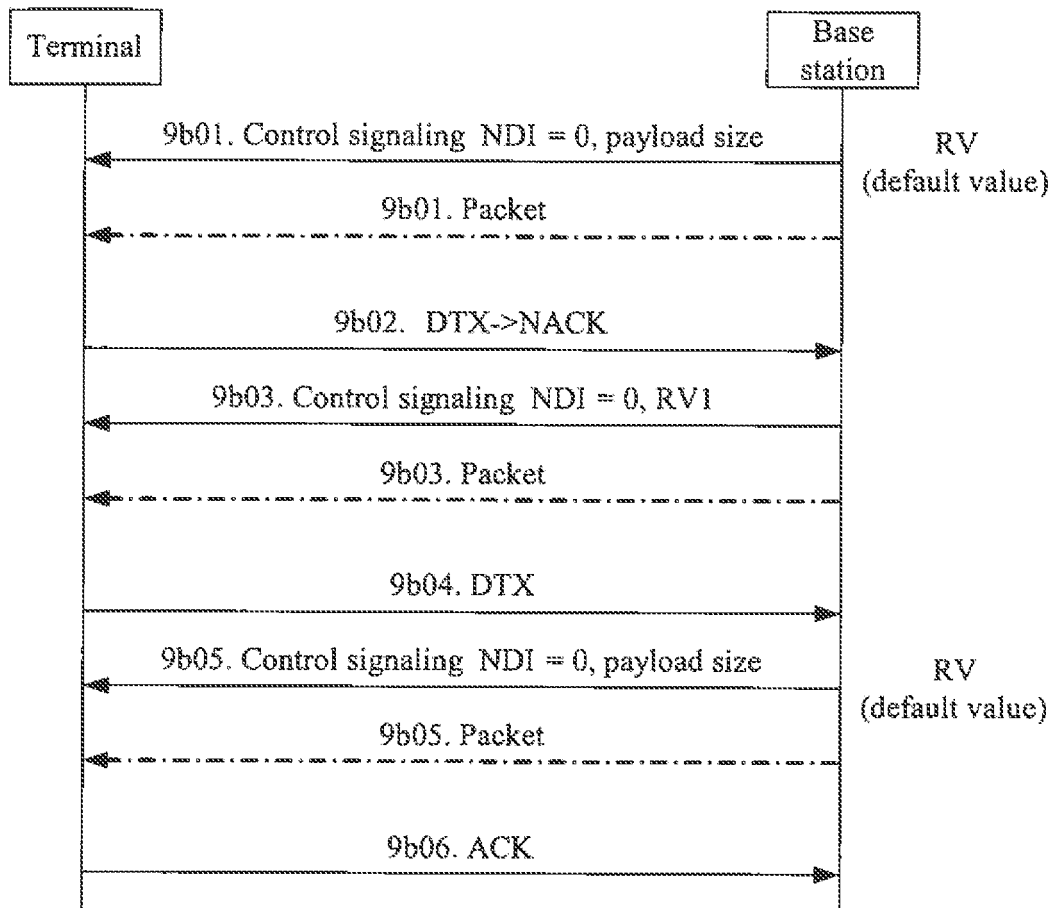 Terminal
Base
station
9b01. Control signaling NDI = 0, payload size
RV
(default value)
9b01. Packet
9b02. DTX->NACK
9b03. Control signaling NDI = 0, RV1
9b03. Packet
9b04. DTX
9b05. Control signaling NDI = 0, payload size
RV
(default value)
9b05. Packet
9b06. ACK